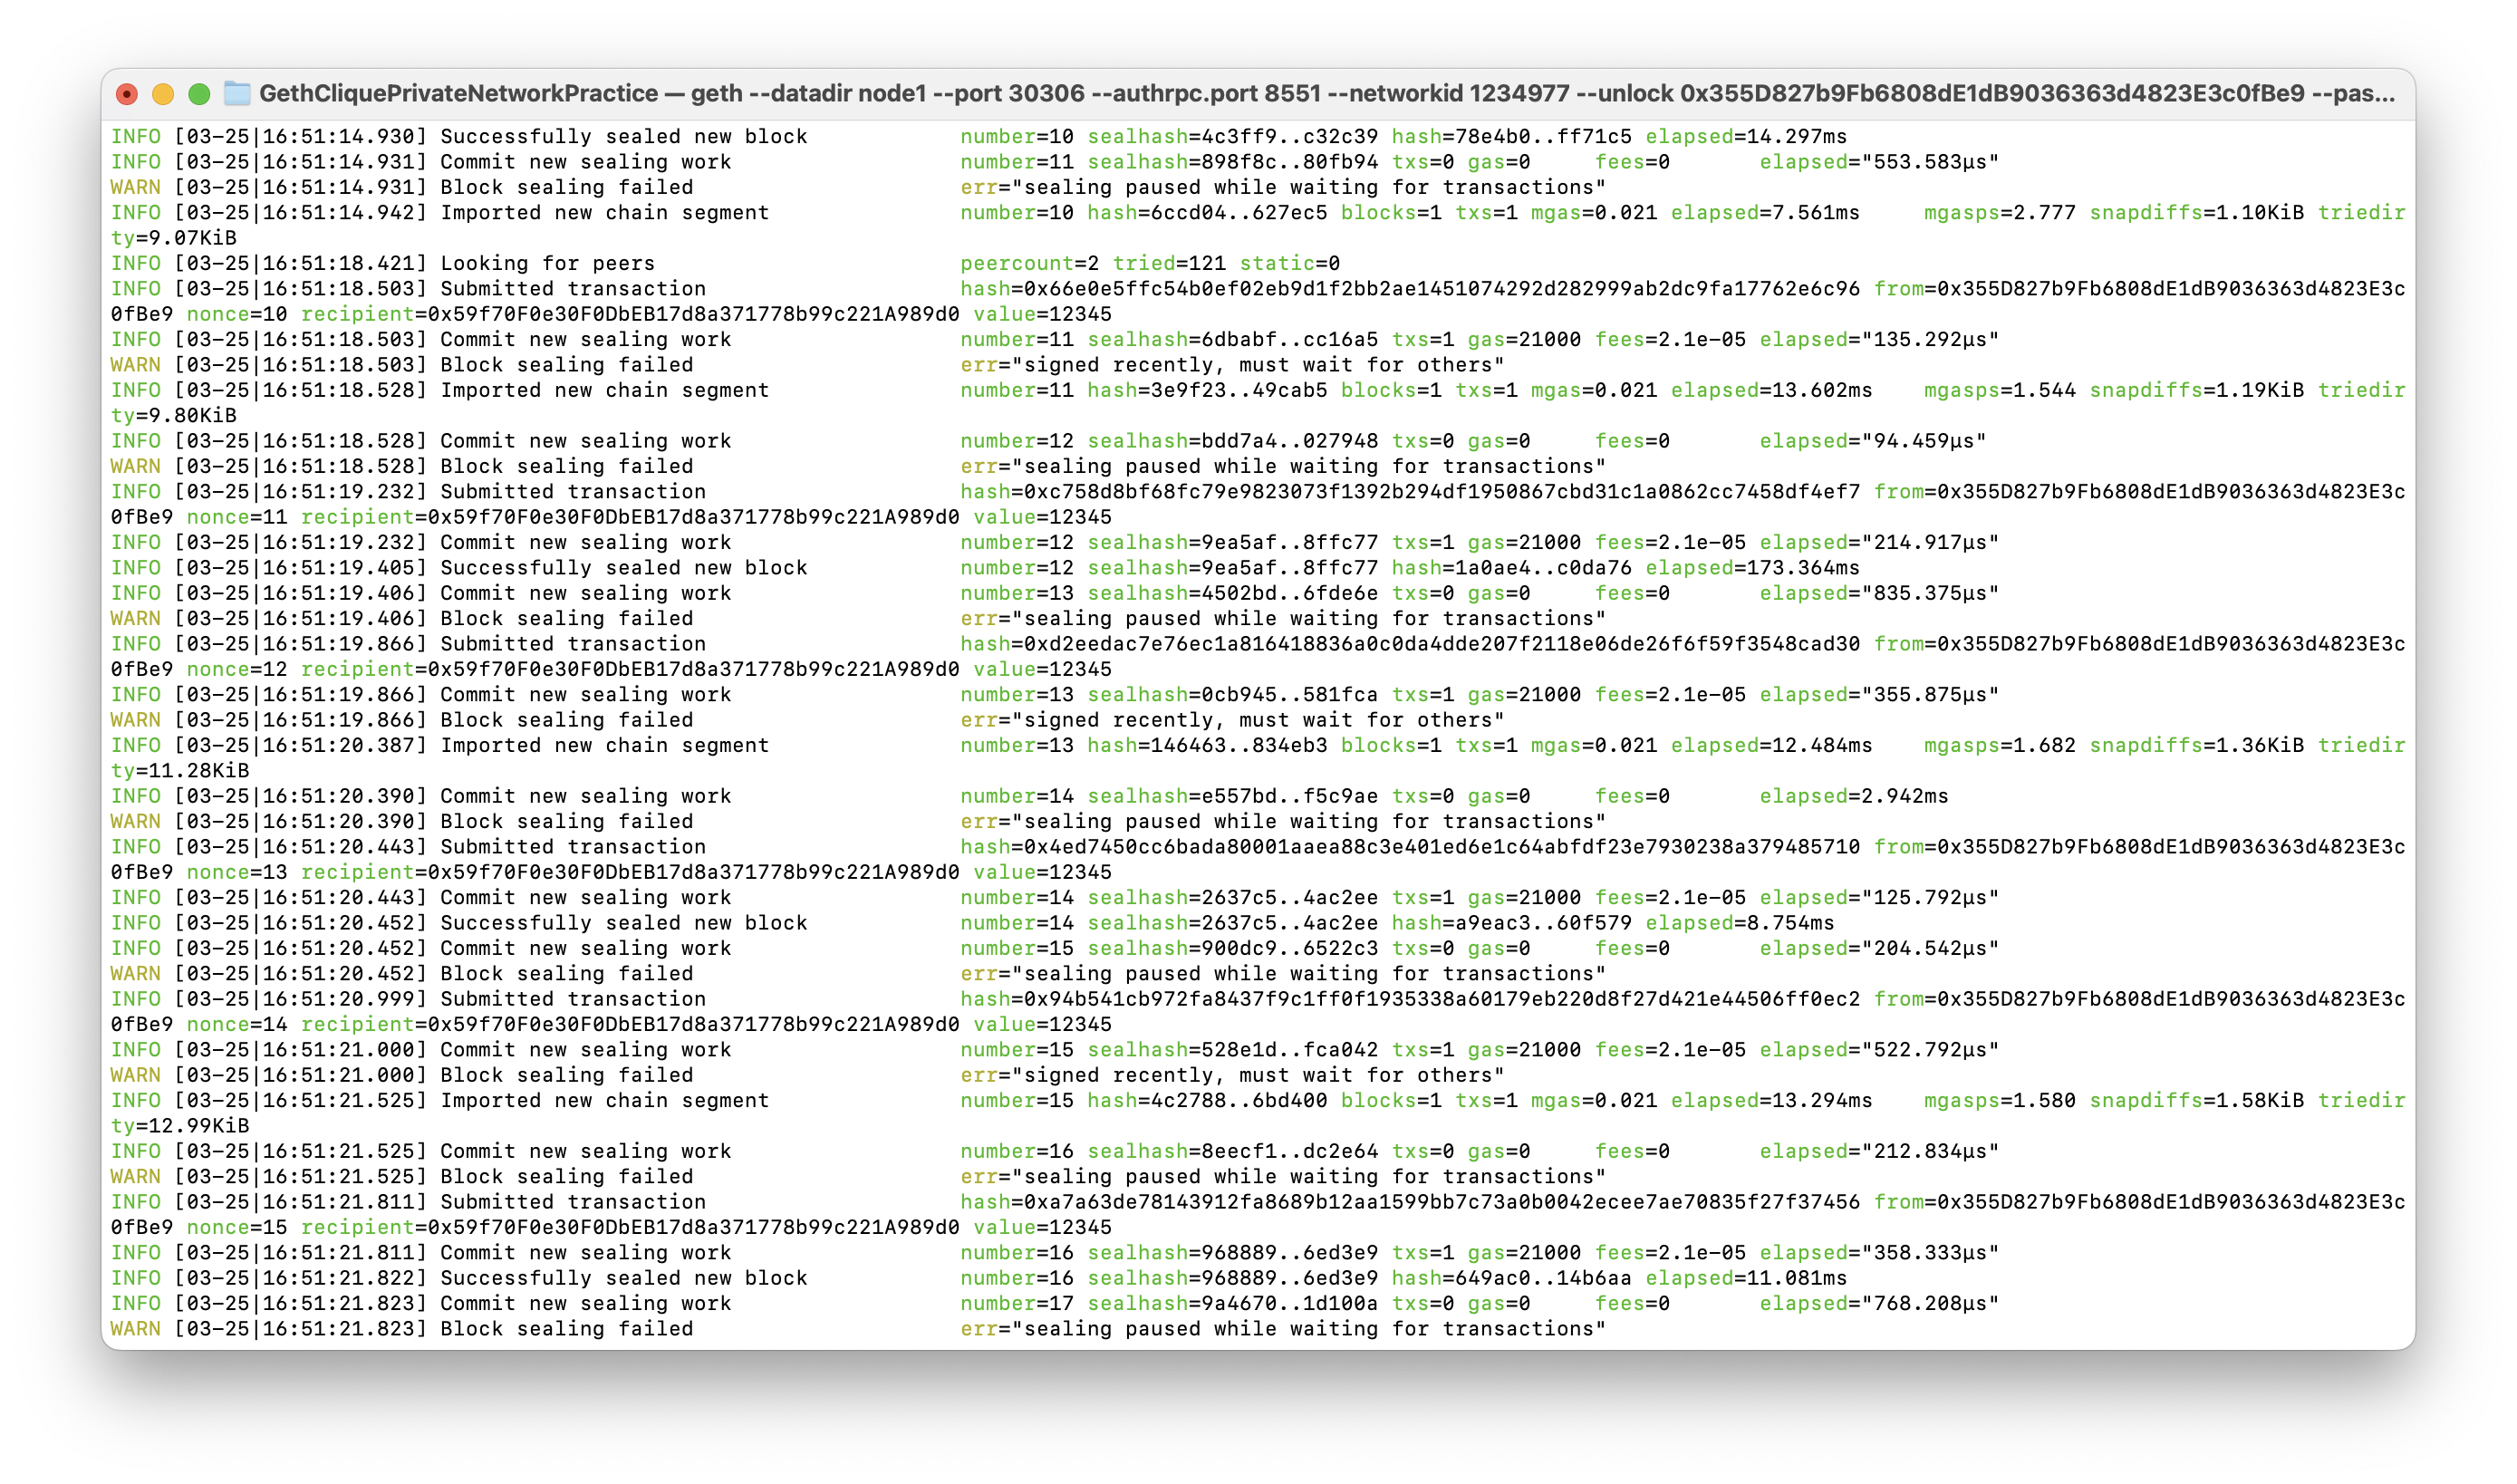 GethCliquePrivateNetworkPractice — geth --datadir node1 --port 30306 --authrpc.port 8551 --networkid 1234977 --unlock 0x355D827b9Fb6808dE1dB9036363d4823E3c0fBe9 --pas...
INFO [03-25|16:51:14.930] Successfully sealed new block            number=10 sealhash=4c3ff9..c32c39 hash=78e4b0..ff71c5 elapsed=14.297ms
INFO [03-25|16:51:14.931] Commit new sealing work                  number=11 sealhash=898f8c..80fb94 txs=0 gas=0     fees=0       elapsed="553.583µs"
WARN [03-25|16:51:14.931] Block sealing failed                     err="sealing paused while waiting for transactions"
INFO [03-25|16:51:14.942] Imported new chain segment               number=10 hash=6ccd04..627ec5 blocks=1 txs=1 mgas=0.021 elapsed=7.561ms     mgasps=2.777 snapdiffs=1.10KiB triedir
ty=9.07KiB
INFO [03-25|16:51:18.421] Looking for peers                        peercount=2 tried=121 static=0
INFO [03-25|16:51:18.503] Submitted transaction                    hash=0x66e0e5ffc54b0ef02eb9d1f2bb2ae1451074292d282999ab2dc9fa17762e6c96 from=0x355D827b9Fb6808dE1dB9036363d4823E3c
0fBe9 nonce=10 recipient=0x59f70F0e30F0DbEB17d8a371778b99c221A989d0 value=12345
INFO [03-25|16:51:18.503] Commit new sealing work                  number=11 sealhash=6dbabf..cc16a5 txs=1 gas=21000 fees=2.1e-05 elapsed="135.292µs"
WARN [03-25|16:51:18.503] Block sealing failed                     err="signed recently, must wait for others"
INFO [03-25|16:51:18.528] Imported new chain segment               number=11 hash=3e9f23..49cab5 blocks=1 txs=1 mgas=0.021 elapsed=13.602ms    mgasps=1.544 snapdiffs=1.19KiB triedir
ty=9.80KiB
INFO [03-25|16:51:18.528] Commit new sealing work                  number=12 sealhash=bdd7a4..027948 txs=0 gas=0     fees=0       elapsed="94.459µs"
WARN [03-25|16:51:18.528] Block sealing failed                     err="sealing paused while waiting for transactions"
INFO [03-25|16:51:19.232] Submitted transaction                    hash=0xc758d8bf68fc79e9823073f1392b294df1950867cbd31c1a0862cc7458df4ef7 from=0x355D827b9Fb6808dE1dB9036363d4823E3c
0fBe9 nonce=11 recipient=0x59f70F0e30F0DbEB17d8a371778b99c221A989d0 value=12345
INFO [03-25|16:51:19.232] Commit new sealing work                  number=12 sealhash=9ea5af..8ffc77 txs=1 gas=21000 fees=2.1e-05 elapsed="214.917µs"
INFO [03-25|16:51:19.405] Successfully sealed new block            number=12 sealhash=9ea5af..8ffc77 hash=1a0ae4..c0da76 elapsed=173.364ms
INFO [03-25|16:51:19.406] Commit new sealing work                  number=13 sealhash=4502bd..6fde6e txs=0 gas=0     fees=0       elapsed="835.375µs"
WARN [03-25|16:51:19.406] Block sealing failed                     err="sealing paused while waiting for transactions"
INFO [03-25|16:51:19.866] Submitted transaction                    hash=0xd2eedac7e76ec1a816418836a0c0da4dde207f2118e06de26f6f59f3548cad30 from=0x355D827b9Fb6808dE1dB9036363d4823E3c
0fBe9 nonce=12 recipient=0x59f70F0e30F0DbEB17d8a371778b99c221A989d0 value=12345
INFO [03-25|16:51:19.866] Commit new sealing work                  number=13 sealhash=0cb945..581fca txs=1 gas=21000 fees=2.1e-05 elapsed="355.875µs"
WARN [03-25|16:51:19.866] Block sealing failed                     err="signed recently, must wait for others"
INFO [03-25|16:51:20.387] Imported new chain segment               number=13 hash=146463..834eb3 blocks=1 txs=1 mgas=0.021 elapsed=12.484ms    mgasps=1.682 snapdiffs=1.36KiB triedir
ty=11.28KiB
INFO [03-25|16:51:20.390] Commit new sealing work                  number=14 sealhash=e557bd..f5c9ae txs=0 gas=0     fees=0       elapsed=2.942ms
WARN [03-25|16:51:20.390] Block sealing failed                     err="sealing paused while waiting for transactions"
INFO [03-25|16:51:20.443] Submitted transaction                    hash=0x4ed7450cc6bada80001aaea88c3e401ed6e1c64abfdf23e7930238a379485710 from=0x355D827b9Fb6808dE1dB9036363d4823E3c
0fBe9 nonce=13 recipient=0x59f70F0e30F0DbEB17d8a371778b99c221A989d0 value=12345
INFO [03-25|16:51:20.443] Commit new sealing work                  number=14 sealhash=2637c5..4ac2ee txs=1 gas=21000 fees=2.1e-05 elapsed="125.792µs"
INFO [03-25|16:51:20.452] Successfully sealed new block            number=14 sealhash=2637c5..4ac2ee hash=a9eac3..60f579 elapsed=8.754ms
INFO [03-25|16:51:20.452] Commit new sealing work                  number=15 sealhash=900dc9..6522c3 txs=0 gas=0     fees=0       elapsed="204.542µs"
WARN [03-25|16:51:20.452] Block sealing failed                     err="sealing paused while waiting for transactions"
INFO [03-25|16:51:20.999] Submitted transaction                    hash=0x94b541cb972fa8437f9c1ff0f1935338a60179eb220d8f27d421e44506ff0ec2 from=0x355D827b9Fb6808dE1dB9036363d4823E3c
0fBe9 nonce=14 recipient=0x59f70F0e30F0DbEB17d8a371778b99c221A989d0 value=12345
INFO [03-25|16:51:21.000] Commit new sealing work                  number=15 sealhash=528e1d..fca042 txs=1 gas=21000 fees=2.1e-05 elapsed="522.792µs"
WARN [03-25|16:51:21.000] Block sealing failed                     err="signed recently, must wait for others"
INFO [03-25|16:51:21.525] Imported new chain segment               number=15 hash=4c2788..6bd400 blocks=1 txs=1 mgas=0.021 elapsed=13.294ms    mgasps=1.580 snapdiffs=1.58KiB triedir
ty=12.99KiB
INFO [03-25|16:51:21.525] Commit new sealing work                  number=16 sealhash=8eecf1..dc2e64 txs=0 gas=0     fees=0       elapsed="212.834µs"
WARN [03-25|16:51:21.525] Block sealing failed                     err="sealing paused while waiting for transactions"
INFO [03-25|16:51:21.811] Submitted transaction                    hash=0xa7a63de78143912fa8689b12aa1599bb7c73a0b0042ecee7ae70835f27f37456 from=0x355D827b9Fb6808dE1dB9036363d4823E3c
0fBe9 nonce=15 recipient=0x59f70F0e30F0DbEB17d8a371778b99c221A989d0 value=12345
INFO [03-25|16:51:21.811] Commit new sealing work                  number=16 sealhash=968889..6ed3e9 txs=1 gas=21000 fees=2.1e-05 elapsed="358.333µs"
INFO [03-25|16:51:21.822] Successfully sealed new block            number=16 sealhash=968889..6ed3e9 hash=649ac0..14b6aa elapsed=11.081ms
INFO [03-25|16:51:21.823] Commit new sealing work                  number=17 sealhash=9a4670..1d100a txs=0 gas=0     fees=0       elapsed="768.208µs"
WARN [03-25|16:51:21.823] Block sealing failed                     err="sealing paused while waiting for transactions"